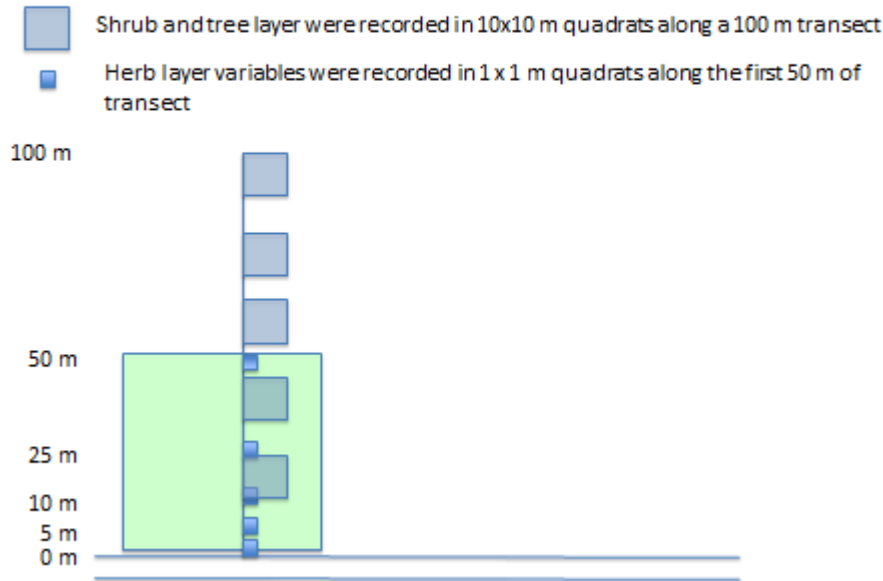 Shrub and tree layer were recorded in 10x10 m quadrats along a 100 m transect
Herb layer variables were recorded in 1 x 1 m quadrats along the first 50 m of
transect
100 m
50 m
25 m
10 m
5 m
0 m